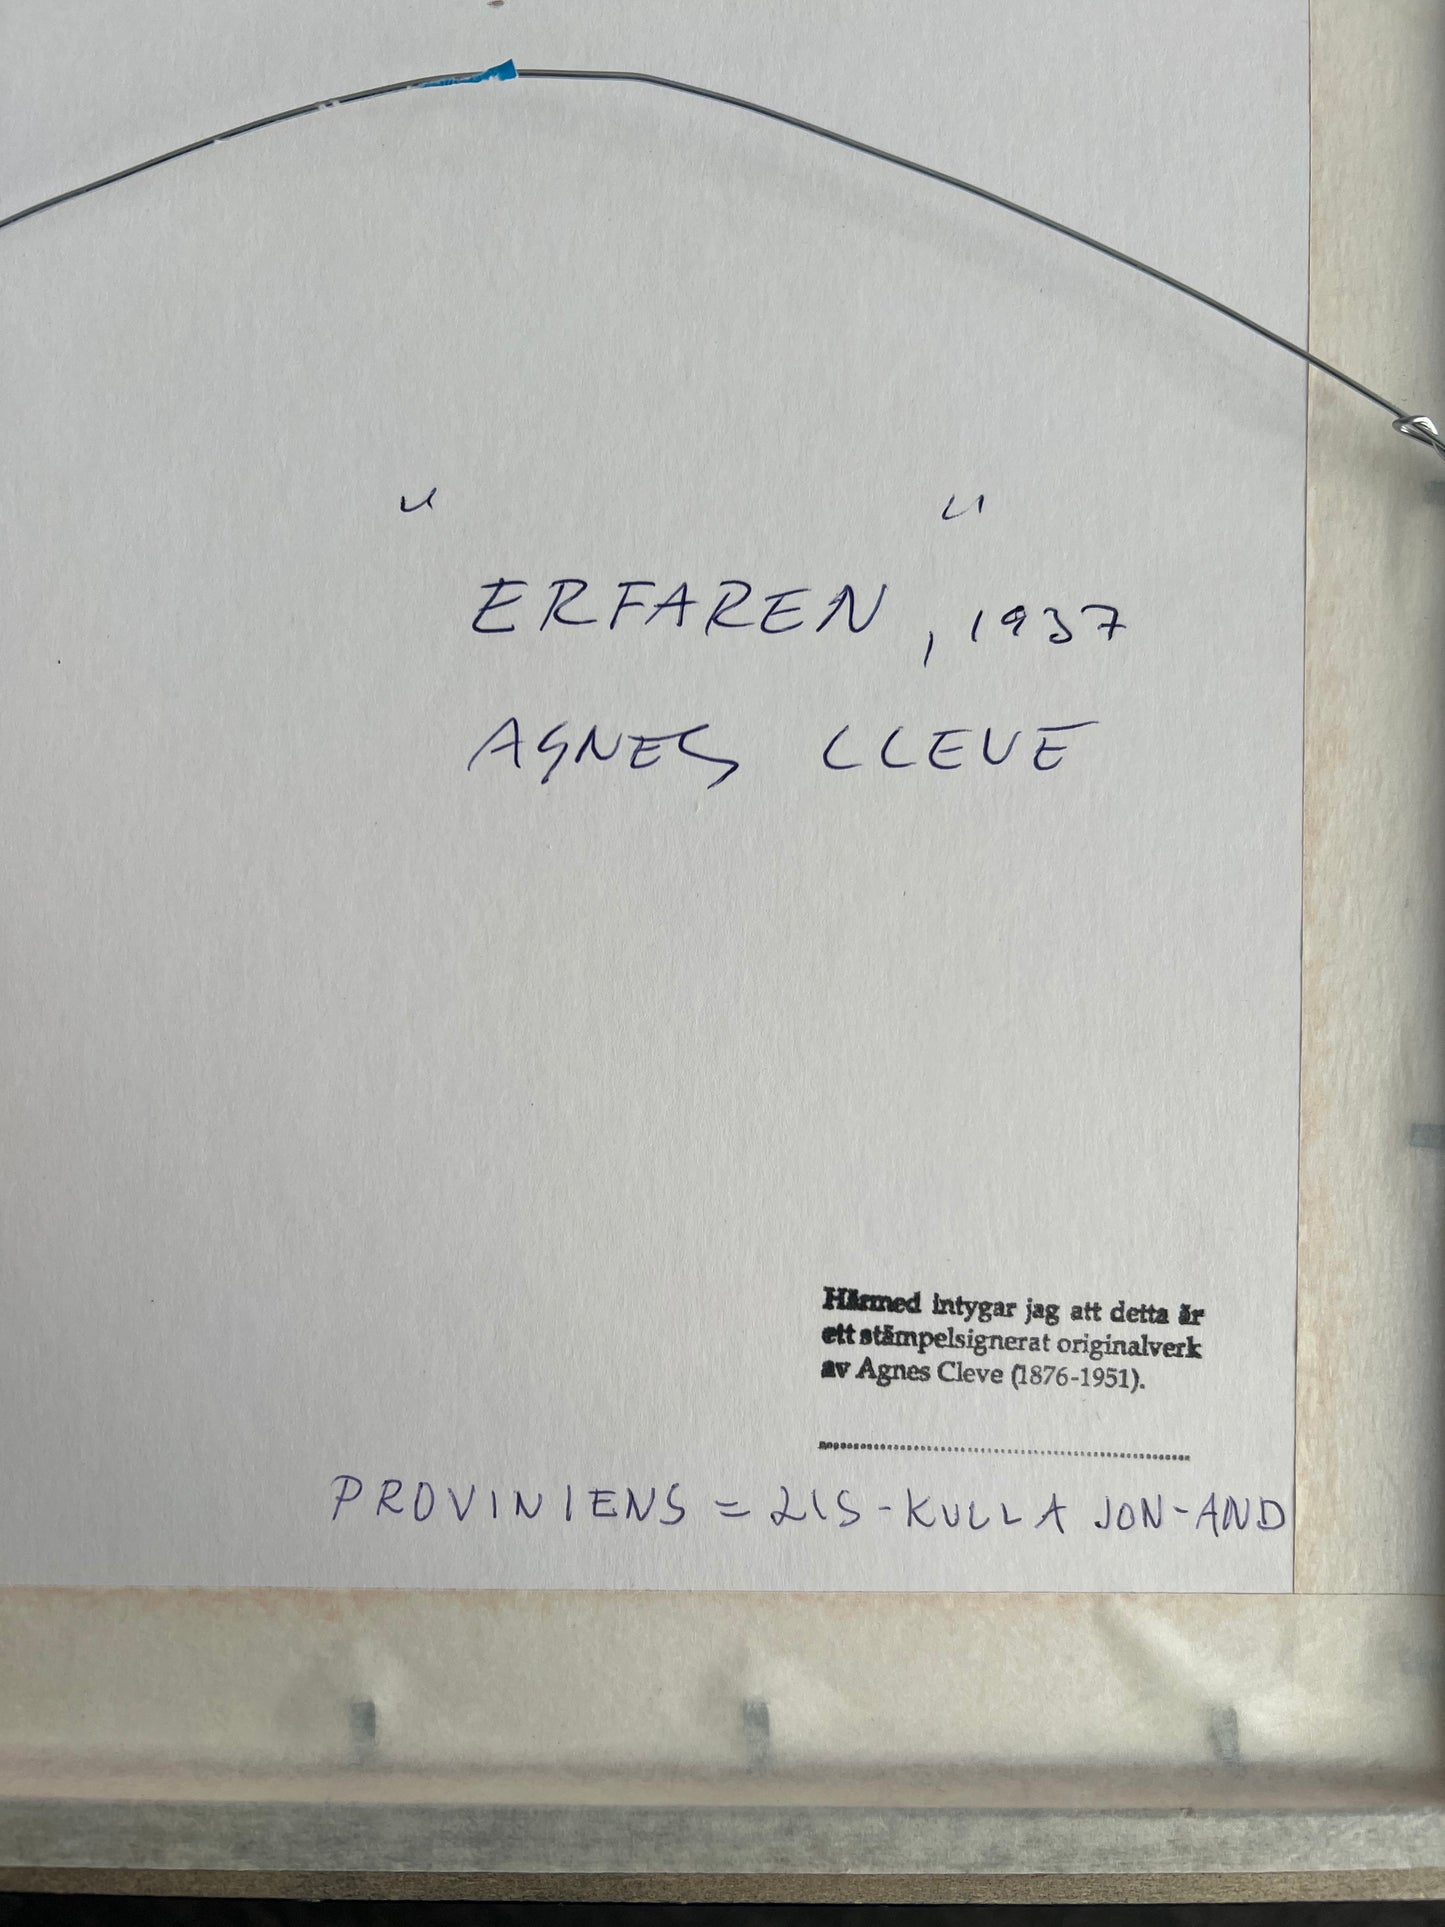 " "
ERFAREN, 1937
AGNES CLEVE
Härmed intygar jag att detta är
ett stämpelsignerat originalverk
av Agnes Cleve (1876-1951).
PROVINIENS = LIS-KULLA JON-AND